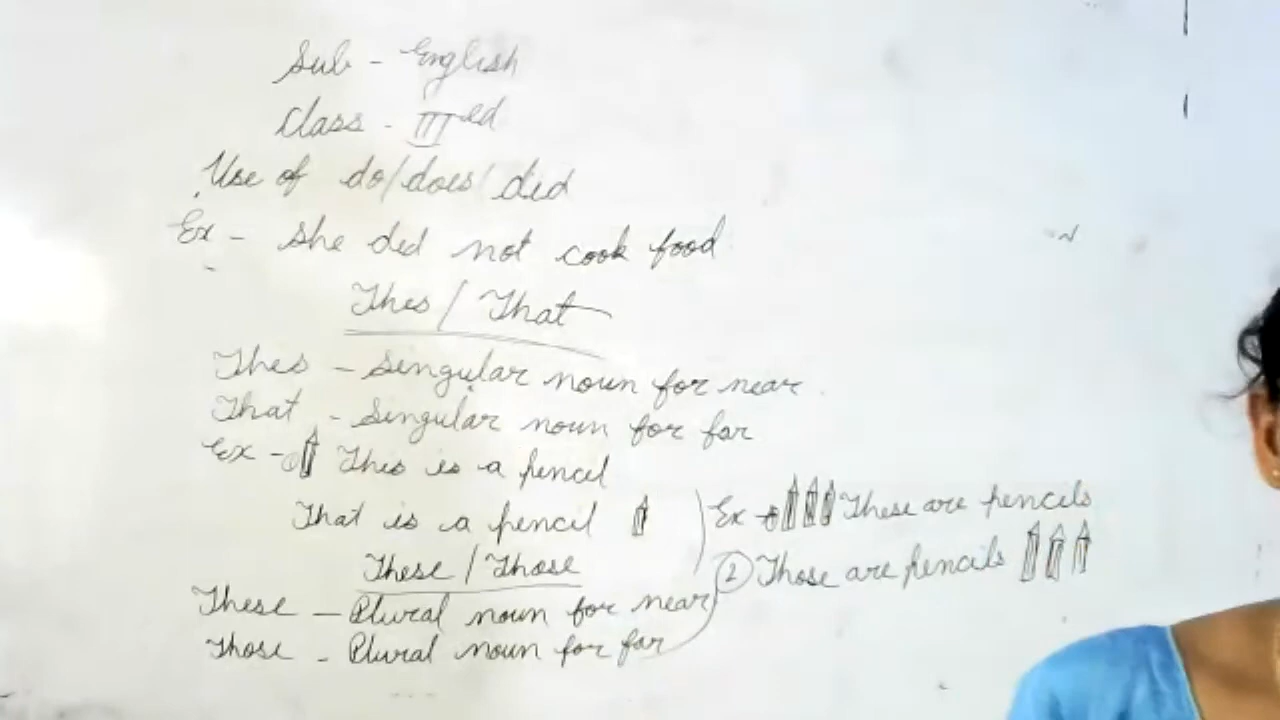 Sub - English
Class - IIIed
Use of do/does/did
Ex - She did not cook food
This / That
This - Singular noun for near
That - Singular noun for far
Ex - This is a pencil
That is a pencil
These / Those
These - Plural noun for near
Those - Plural noun for far
Ex - These are pencils
② Those are pencils